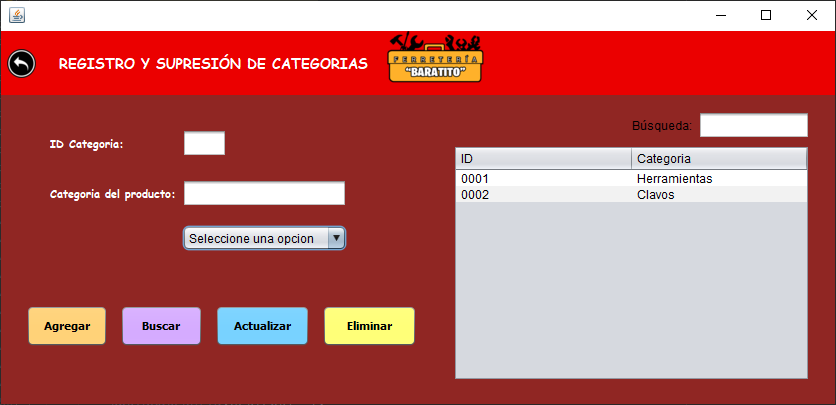 REGISTRO Y SUPRESIÓN DE CATEGORIAS
FERRETERÍA
"BARATITO"
Búsqueda:
ID Categoria:
Categoria del producto:
Seleccione una opcion
ID Categoria
0001 Herramientas
0002 Clavos
Agregar Buscar Actualizar Eliminar